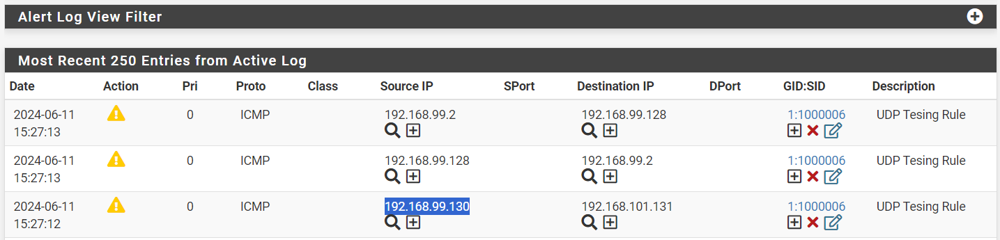 Alert Log View Filter
Most Recent 250 Entries from Active Log
Date Action Pri Proto Class Source IP SPort Destination IP DPort GID:SID Description
2024-06-11 0 ICMP 192.168.99.2 192.168.99.128 1:1000006 UDP Tesing Rule
15:27:13
2024-06-11 0 ICMP 192.168.99.128 192.168.99.2 1:1000006 UDP Tesing Rule
15:27:13
2024-06-11 0 ICMP 192.168.99.130 192.168.101.131 1:1000006 UDP Tesing Rule
15:27:12